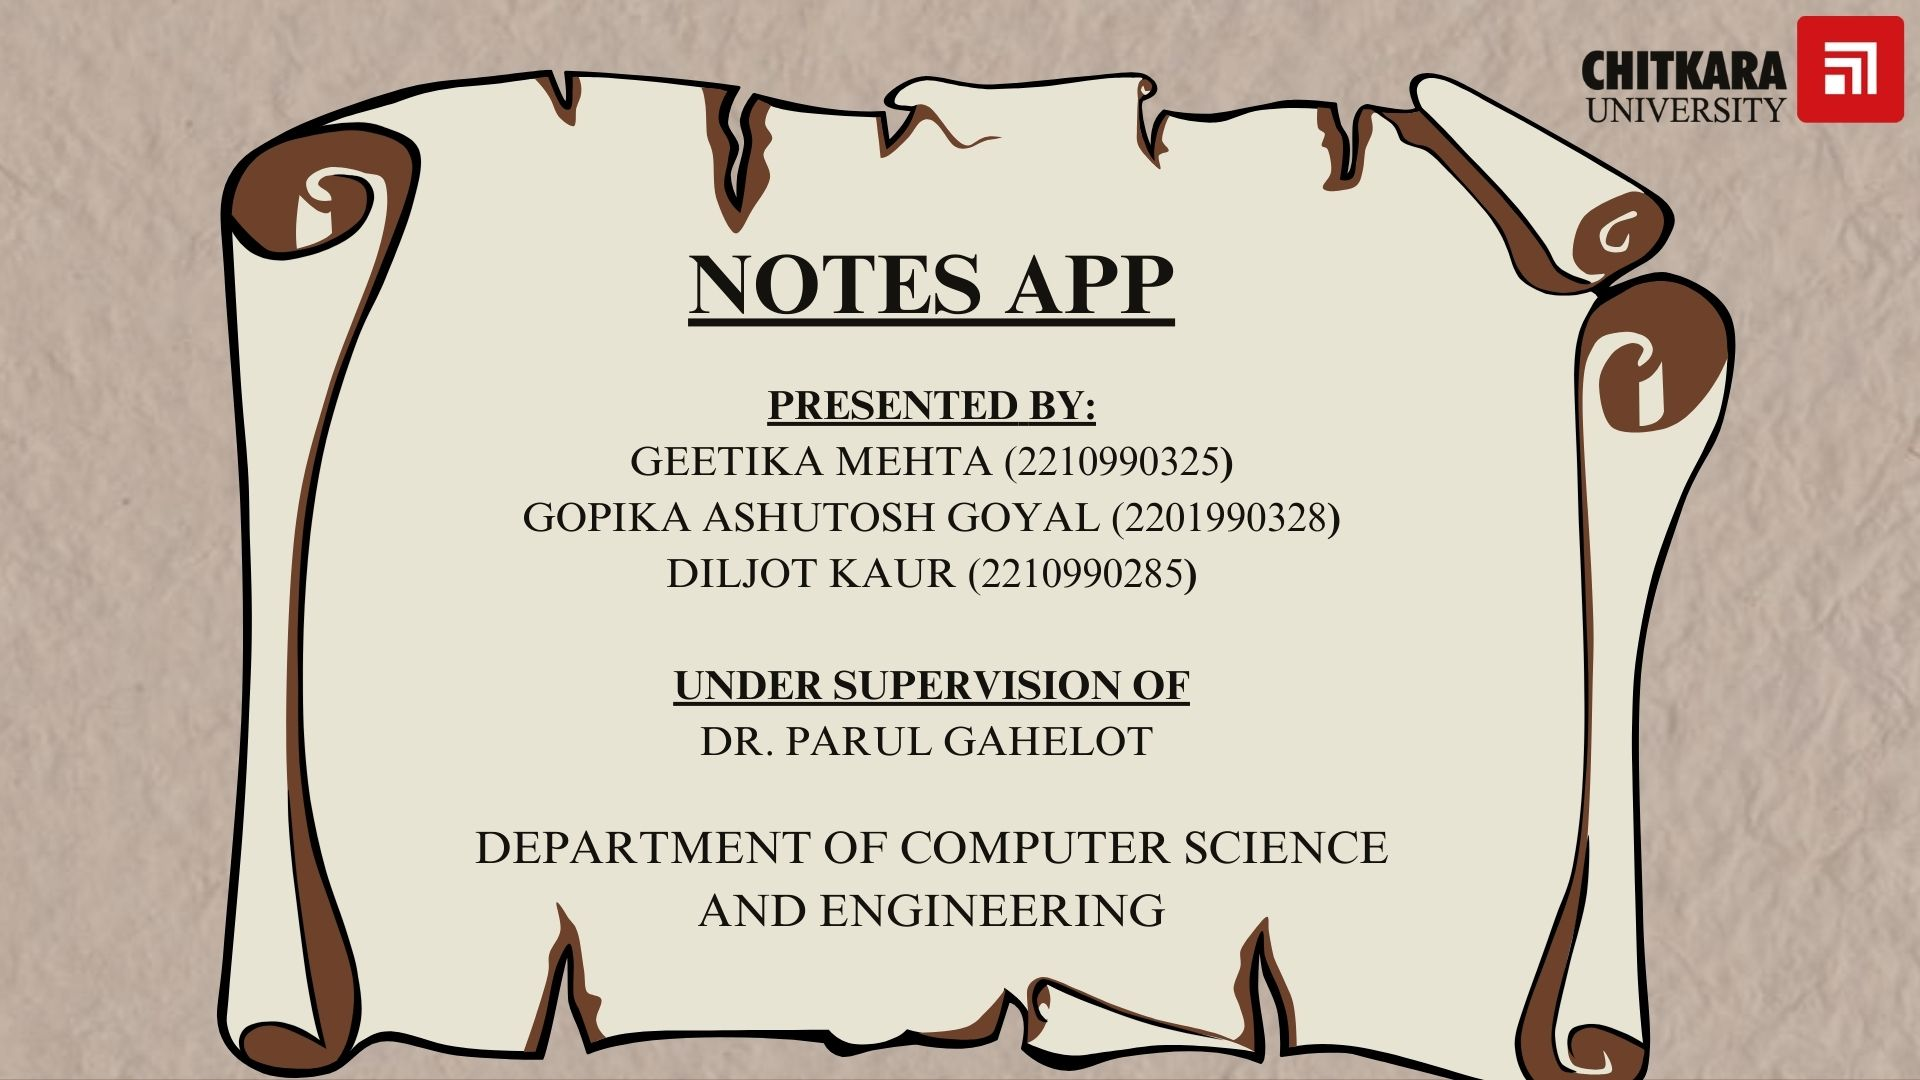 CHITKARA
UNIVERSITY
NOTES APP
PRESENTED BY:
GEETIKA MEHTA (2210990325)
GOPIKA ASHUTOSH GOYAL (2201990328)
DILJOT KAUR (2210990285)
UNDER SUPERVISION OF
DR. PARUL GAHELOT
DEPARTMENT OF COMPUTER SCIENCE
AND ENGINEERING